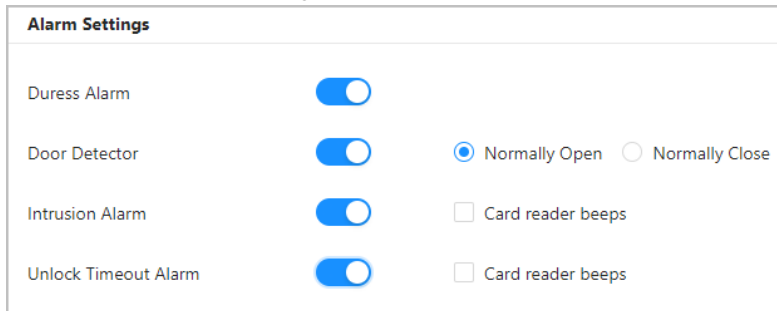 Alarm Settings
Duress Alarm
Door Detector Normally Open Normally Close
Intrusion Alarm Card reader beeps
Unlock Timeout Alarm Card reader beeps